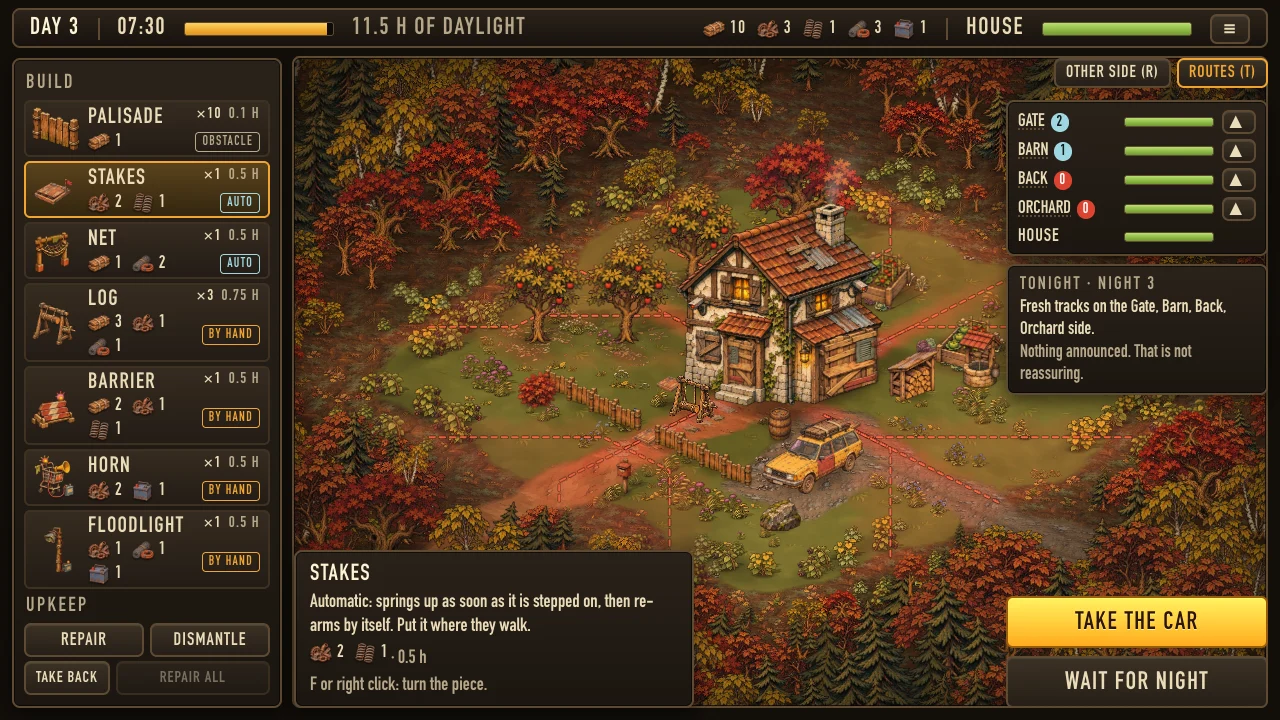 DAY 3 07:30 11.5 H OF DAYLIGHT 10 3 1 3 1 HOUSE
BUILD
PALISADE ×10 0.1 H
1 OBSTACLE
STAKES ×1 0.5 H
2 1 AUTO
NET ×1 0.5 H
1 2 AUTO
LOG ×3 0.75 H
3 1 BY HAND
1
BARRIER ×1 0.5 H
2 1 BY HAND
1
HORN ×1 0.5 H
2 1 BY HAND
FLOODLIGHT ×1 0.5 H
1 1 BY HAND
1
UPKEEP
REPAIR DISMANTLE
TAKE BACK REPAIR ALL
OTHER SIDE (R) ROUTES (T)
GATE 2
BARN 1
BACK 0
ORCHARD 0
HOUSE
TONIGHT · NIGHT 3
Fresh tracks on the Gate, Barn, Back,
Orchard side.
Nothing announced. That is not
reassuring.
STAKES
Automatic: springs up as soon as it is stepped on, then re-
arms by itself. Put it where they walk.
2 1 · 0.5 h
F or right click: turn the piece.
TAKE THE CAR
WAIT FOR NIGHT